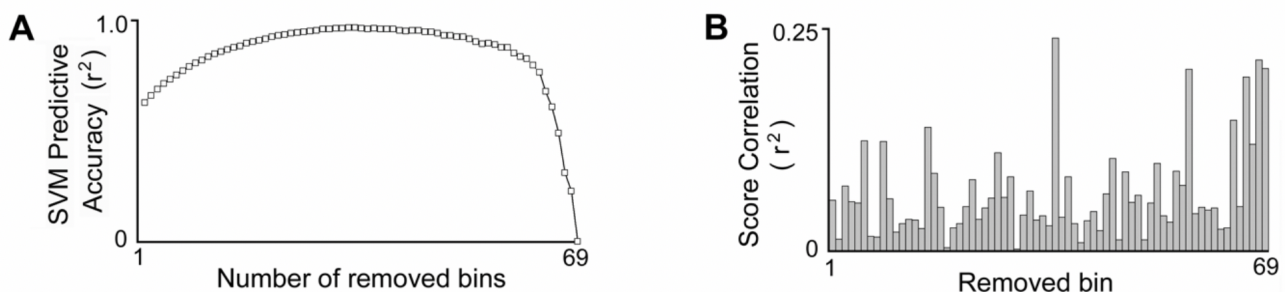 A
SVM Predictive
Accuracy (r²)
1.0
0
1
69
Number of removed bins
B
Score Correlation
( r² )
0.25
0
1
69
Removed bin